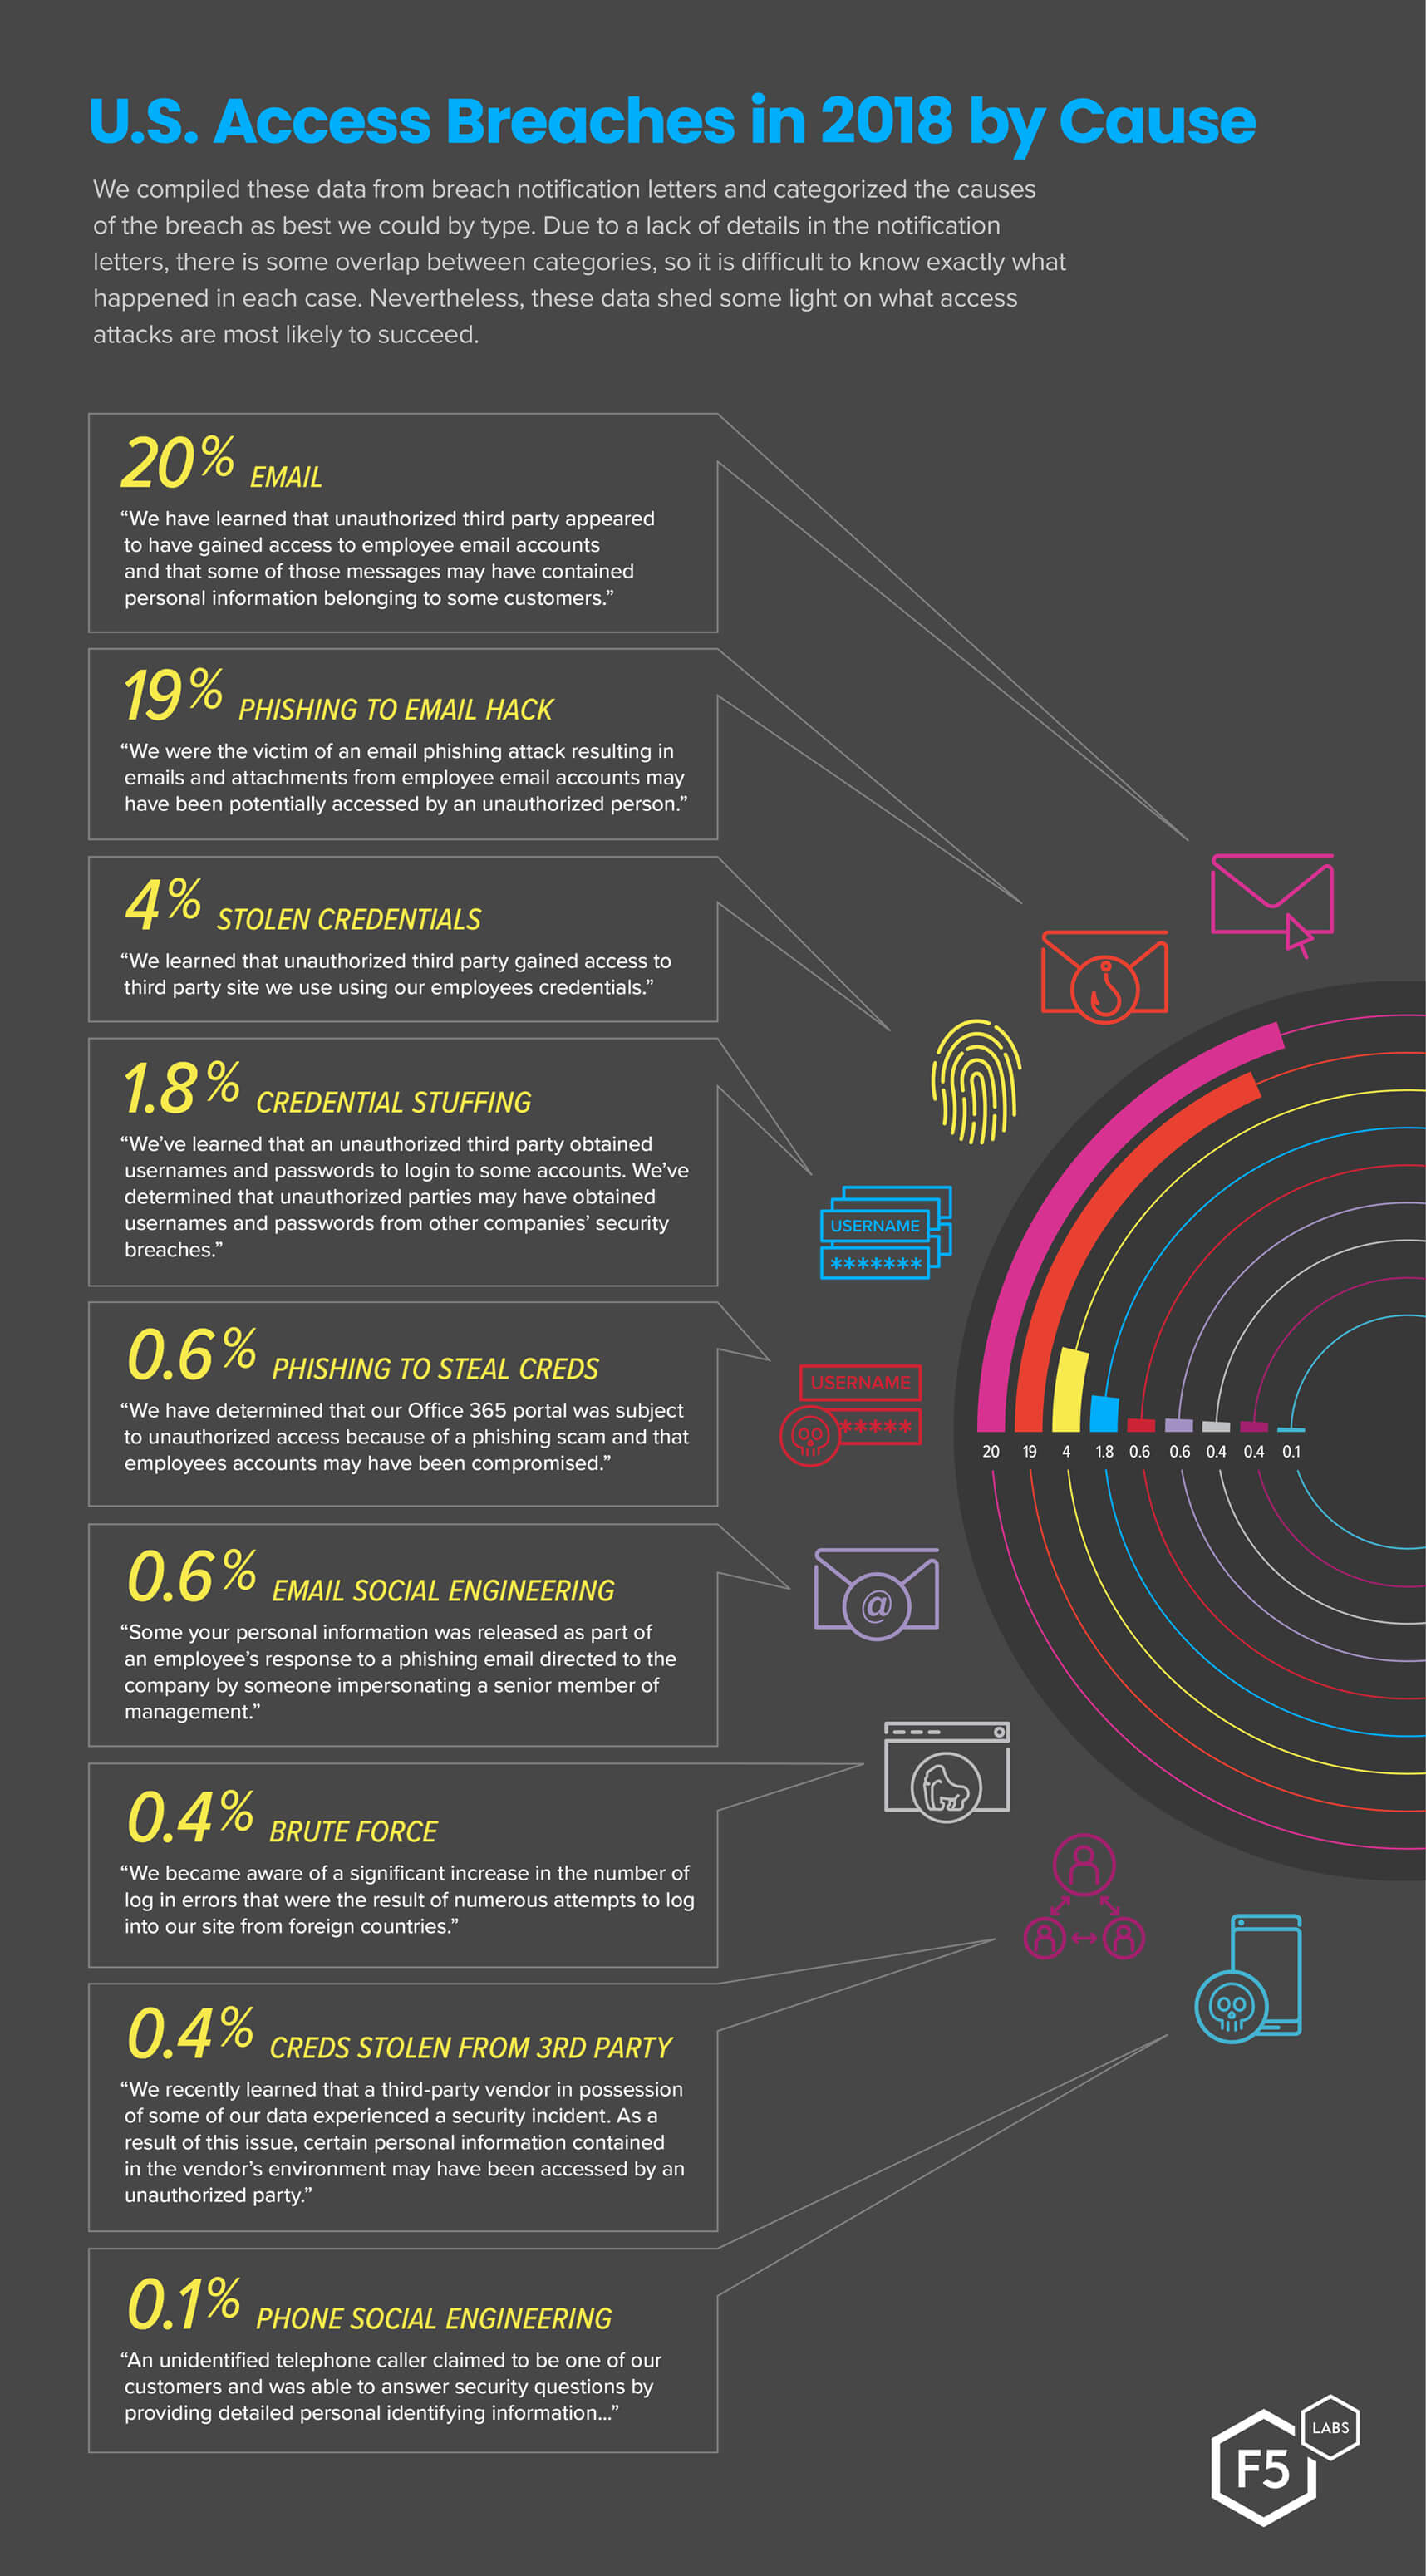 U.S. Access Breaches in 2018 by Cause
We compiled these data from breach notification letters and categorized the causes
of the breach as best we could by type. Due to a lack of details in the notification
letters, there is some overlap between categories, so it is difficult to know exactly what
happened in each case. Nevertheless, these data shed some light on what access
attacks are most likely to succeed.
20% EMAIL
“We have learned that unauthorized third party appeared
to have gained access to employee email accounts
and that some of those messages may have contained
personal information belonging to some customers.”
19% PHISHING TO EMAIL HACK
“We were the victim of an email phishing attack resulting in
emails and attachments from employee email accounts may
have been potentially accessed by an unauthorized person.”
4% STOLEN CREDENTIALS
“We learned that unauthorized third party gained access to
third party site we use using our employees credentials.”
1.8% CREDENTIAL STUFFING
“We’ve learned that an unauthorized third party obtained
usernames and passwords to login to some accounts. We’ve
determined that unauthorized parties may have obtained
usernames and passwords from other companies’ security
breaches.”
USERNAME
*******
0.6% PHISHING TO STEAL CREDS
“We have determined that our Office 365 portal was subject
to unauthorized access because of a phishing scam and that
employees accounts may have been compromised.”
USERNAME
*****
20 19 4 1.8 0.6 0.6 0.4 0.4 0.1
0.6% EMAIL SOCIAL ENGINEERING
“Some your personal information was released as part of
an employee’s response to a phishing email directed to the
company by someone impersonating a senior member of
management.”
@
0.4% BRUTE FORCE
“We became aware of a significant increase in the number of
log in errors that were the result of numerous attempts to log
into our site from foreign countries.”
0.4% CREDS STOLEN FROM 3RD PARTY
“We recently learned that a third-party vendor in possession
of some of our data experienced a security incident. As a
result of this issue, certain personal information contained
in the vendor’s environment may have been accessed by an
unauthorized party.”
0.1% PHONE SOCIAL ENGINEERING
“An unidentified telephone caller claimed to be one of our
customers and was able to answer security questions by
providing detailed personal identifying information...”
LABS
F5